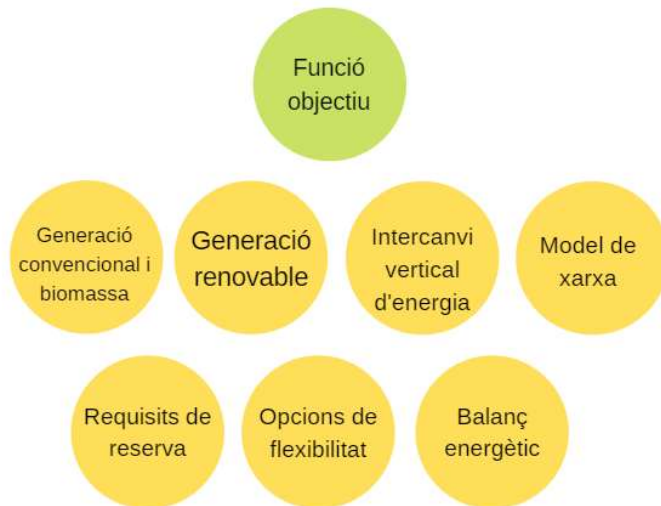 Funció
objectiu
Generació
convencional i
biomassa
Generació
renovable
Intercanvi
vertical
d'energia
Model de
xarxa
Requisits de
reserva
Opcions de
flexibilitat
Balanç
energètic